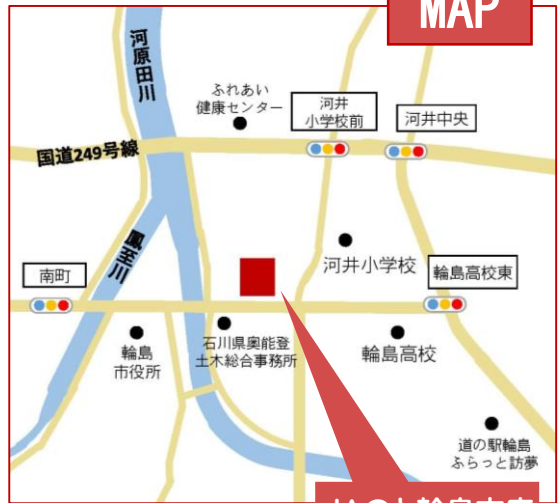 MAP
河原田川
ふれあい
健康センター
河井
小学校前
河井中央
国道249号線
鳳至川
南町
河井小学校
輪島高校東
輪島
市役所
石川県奥能登
土木総合事務所
輪島高校
道の駅輪島
ふらっと訪夢